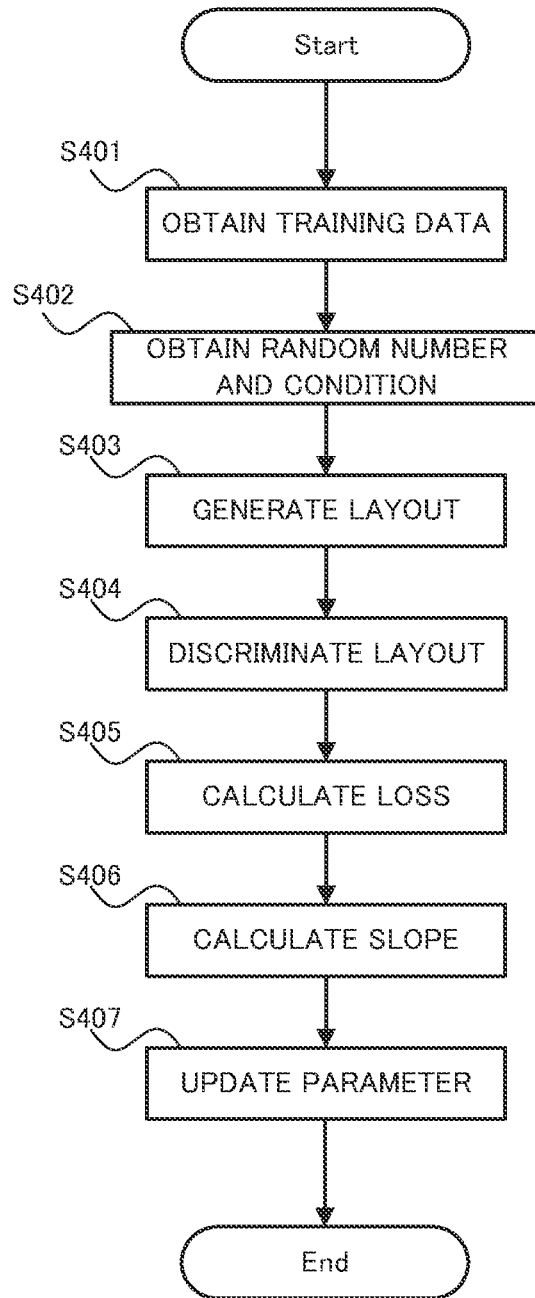 Start
S401
OBTAIN TRAINING DATA
S402
OBTAIN RANDOM NUMBER
AND CONDITION
S403
GENERATE LAYOUT
S404
DISCRIMINATE LAYOUT
S405
CALCULATE LOSS
S406
CALCULATE SLOPE
S407
UPDATE PARAMETER
End